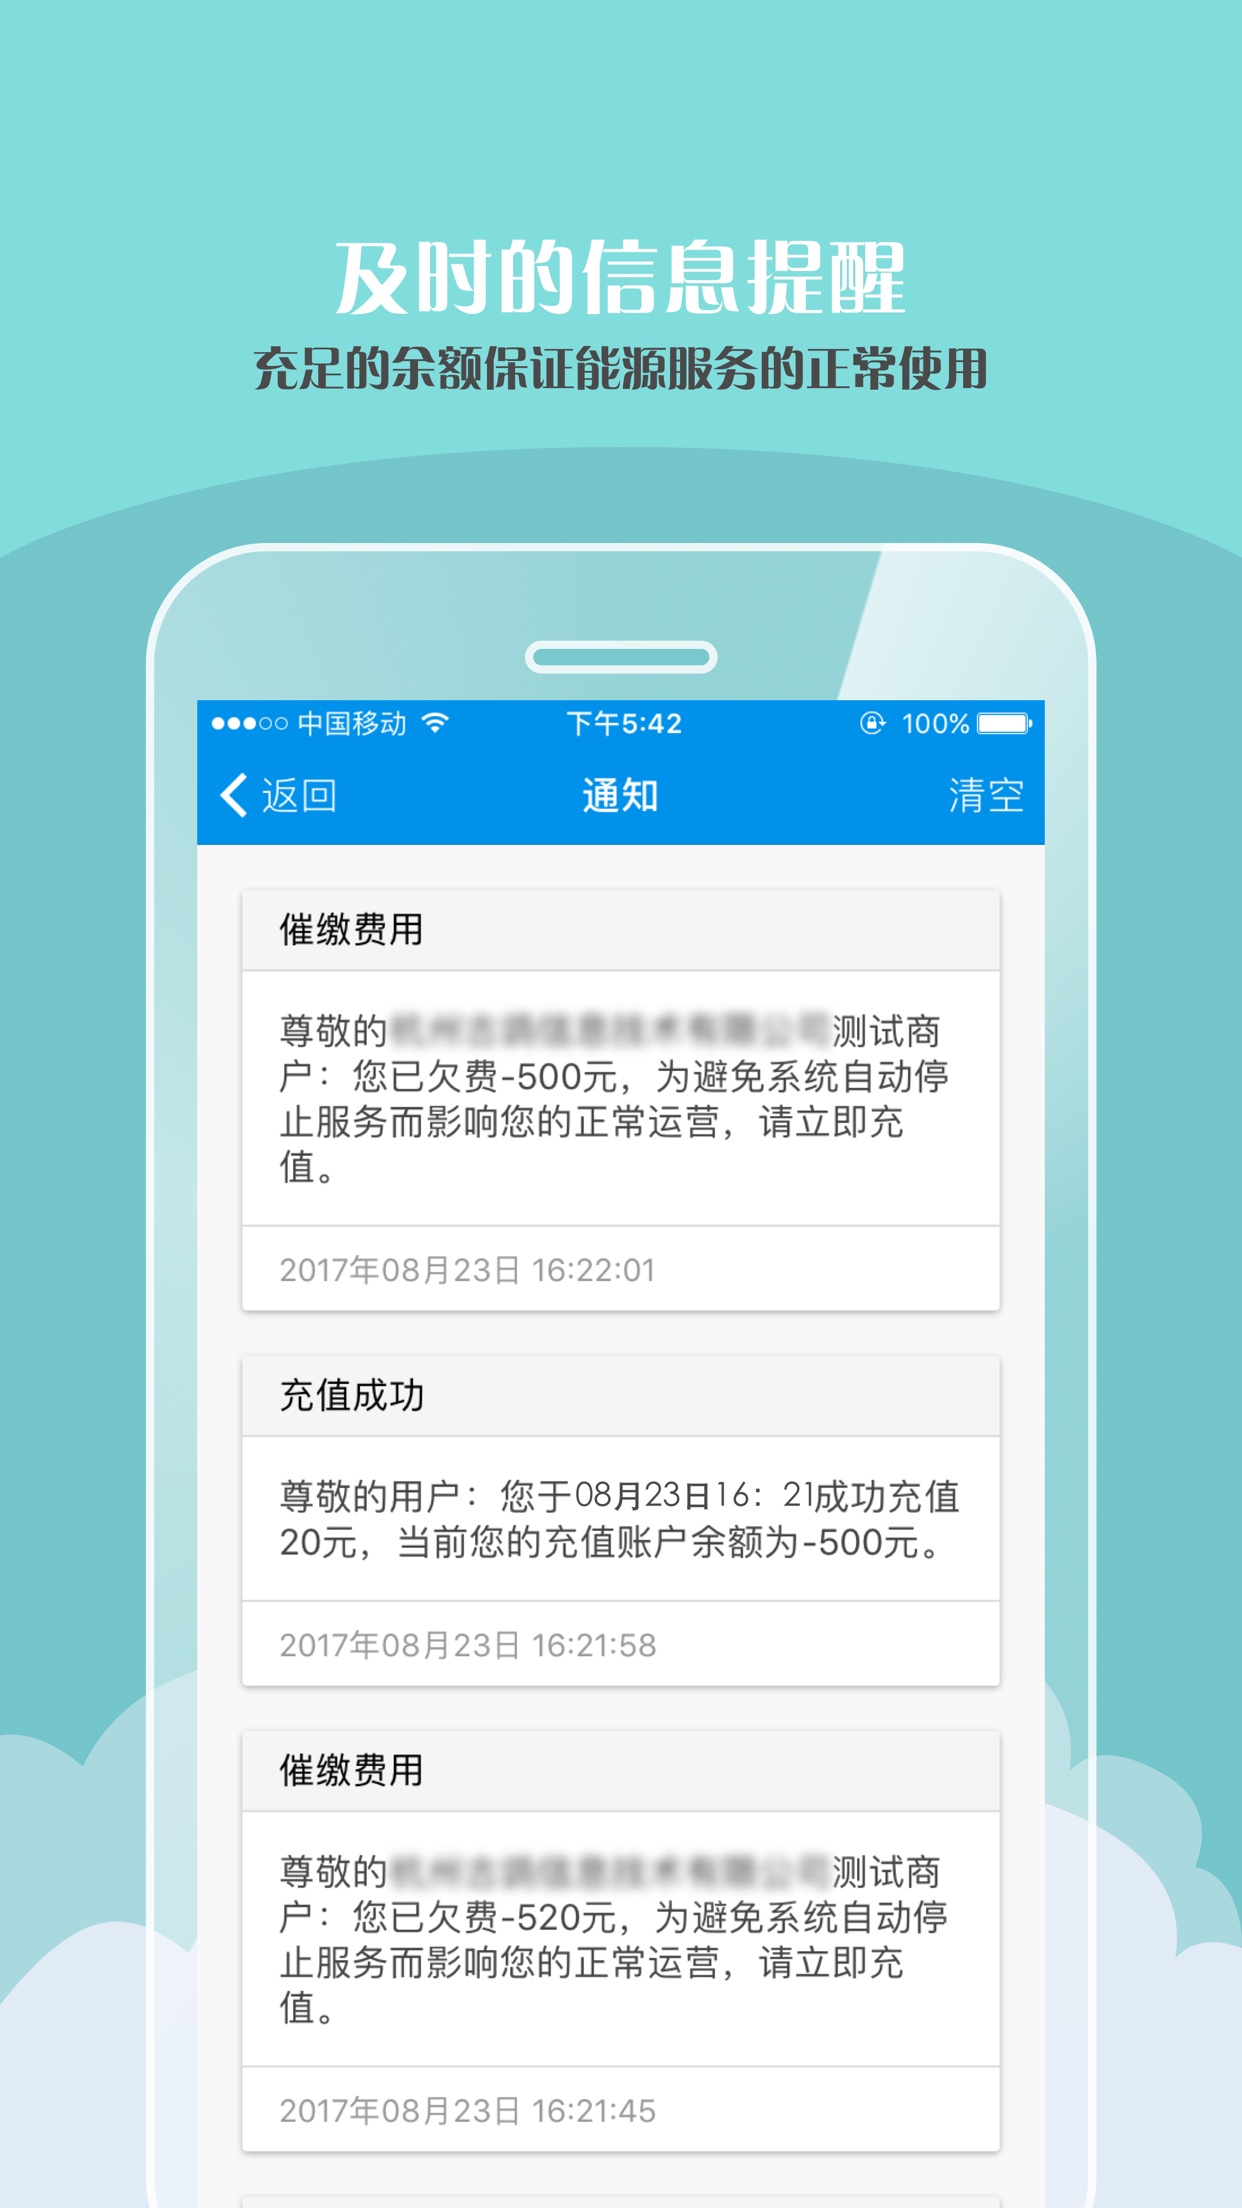 及时的信息提醒
充足的余额保证能源服务的正常使用
中国移动 下午5:42 100%
返回 通知 清空
催缴费用
尊敬的 测试商
户：您已欠费-500元，为避免系统自动停
止服务而影响您的正常运营，请立即充
值。
2017年08月23日 16:22:01
充值成功
尊敬的用户：您于08月23日16：21成功充值
20元，当前您的充值账户余额为-500元。
2017年08月23日 16:21:58
催缴费用
尊敬的 测试商
户：您已欠费-520元，为避免系统自动停
止服务而影响您的正常运营，请立即充
值。
2017年08月23日 16:21:45